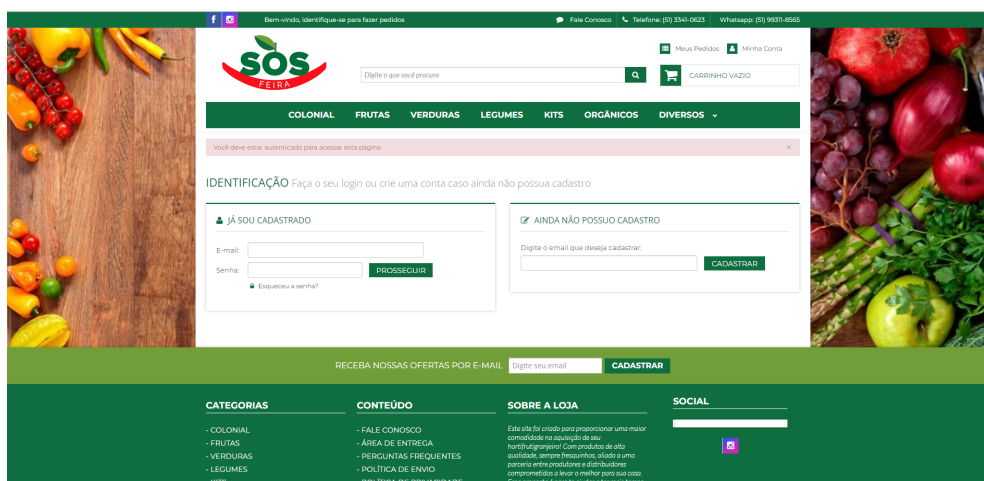 Bem-vindo, identifique-se para fazer pedidos
Fale Conosco
Telefone: (51) 3341-0623
Whatsapp: (51) 99311-8565
SOS
FEIRA
Meus Pedidos
Minha Conta
Digite o que você procura
CARRINHO VAZIO
COLONIAL FRUTAS VERDURAS LEGUMES KITS ORGÂNICOS DIVERSOS
Você deve estar autenticado para acessar esta página.
×
IDENTIFICAÇÃO Faça o seu login ou crie uma conta caso ainda não possua cadastro
JÁ SOU CADASTRADO
E-mail:
Senha:
PROSSEGUIR
Esqueceu a senha?
AINDA NÃO POSSUO CADASTRO
Digite o email que deseja cadastrar:
CADASTRAR
RECEBA NOSSAS OFERTAS POR E-MAIL
Digite seu email
CADASTRAR
CATEGORIAS
- COLONIAL
- FRUTAS
- VERDURAS
- LEGUMES
CONTEÚDO
- FALE CONOSCO
- ÁREA DE ENTREGA
- PERGUNTAS FREQUENTES
- POLÍTICA DE ENVIO
SOBRE A LOJA
Este site foi criado para proporcionar uma maior
comodidade na aquisição de seu
hortifrutigranjeiro! Com produtos de alta
qualidade, sempre fresquinhos, aliado a uma
parceria entre produtores e distribuidores
comprometidos a levar o melhor para sua casa.
SOCIAL